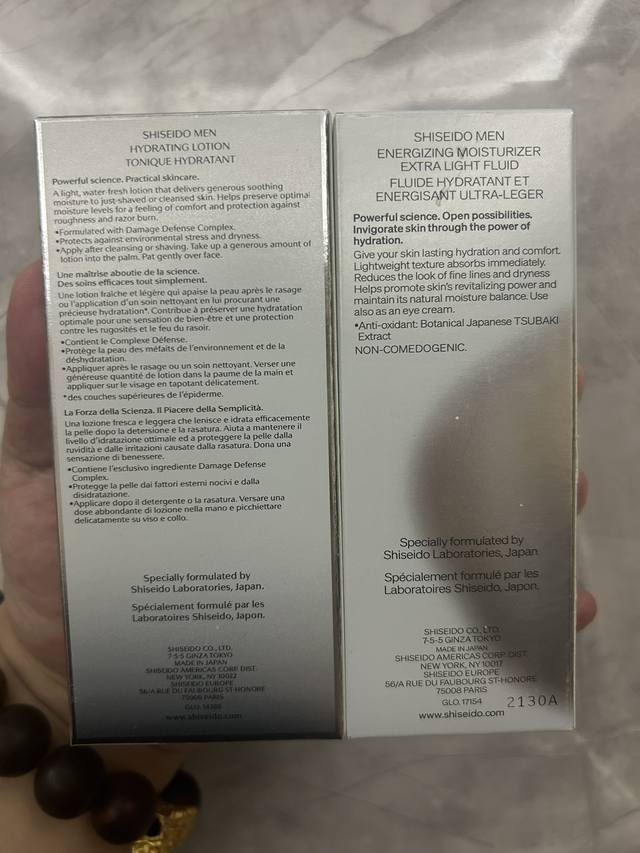 SHISEIDO MEN
HYDRATING LOTION
TONIQUE HYDRATANT
Powerful science. Practical skincare.
A light, water-fresh lotion that delivers generous soothing
moisture to just-shaved or cleansed skin. Helps preserve optimal
moisture levels for a feeling of comfort and protection against
roughness and razor burn.
•Formulated with Damage Defense Complex.
•Protects against environmental stress and dryness.
•Apply after cleansing or shaving. Take up a generous amount of
lotion into the palm. Pat gently over face.
Une maîtrise aboutie de la science.
Des soins efficaces tout simplement.
Une lotion fraîche et légère qui apaise la peau après le rasage
ou l'application d'un soin nettoyant en lui procurant une
précieuse hydratation*. Contribue à préserver une hydratation
optimale pour une sensation de bien-être et une protection
contre les rugosités et le feu du rasoir.
•Contient le Complexe Défense.
•Protège la peau des méfaits de l'environnement et de la
déshydratation.
•Appliquer après le rasage ou un soin nettoyant. Verser une
généreuse quantité de lotion dans la paume de la main et
appliquer sur le visage en tapotant délicatement.
*des couches supérieures de l'épiderme.
La Forza della Scienza. Il Piacere della Semplicità.
Una lozione fresca e leggera che lenisce e idrata efficacemente
la pelle dopo la detersione e la rasatura. Aiuta a mantenere il
livello d'idratazione ottimale ed a proteggere la pelle dalla
ruvidità e dalle irritazioni causate dalla rasatura. Dona una
sensazione di benessere.
•Contiene l'esclusivo ingrediente Damage Defense
Complex.
•Protegge la pelle dai fattori esterni nocivi e dalla
disidratazione.
•Applicare dopo il detergente o la rasatura. Versare una
dose abbondante di lozione nella mano e picchiettare
delicatamente su viso e collo.
Specially formulated by
Shiseido Laboratories, Japan.
Spécialement formulé par les
Laboratoires Shiseido, Japon.
SHISEIDO CO., LTD.
7-5-5 GINZA TOKYO
MADE IN JAPAN
SHISEIDO AMERICAS CORP. DIST.
NEW YORK, NY 10022
SHISEIDO EUROPE
56/A RUE DU FAUBOURG ST-HONORE
75008 PARIS
GLO.
www.shiseido.com
SHISEIDO MEN
ENERGIZING MOISTURIZER
EXTRA LIGHT FLUID
FLUIDE HYDRATANT ET
ENERGISANT ULTRA-LEGER
Powerful science. Open possibilities.
Invigorate skin through the power of
hydration.
Give your skin lasting hydration and comfort.
Lightweight texture absorbs immediately.
Reduces the look of fine lines and dryness
Helps promote skin's revitalizing power and
maintain its natural moisture balance. Use
also as an eye cream.
•Anti-oxidant: Botanical Japanese TSUBAKI
Extract
NON-COMEDOGENIC.
Specially formulated by
Shiseido Laboratories, Japan.
Spécialement formulé par les
Laboratoires Shiseido, Japon.
SHISEIDO CO., LTD.
7-5-5 GINZA TOKYO
MADE IN JAPAN
SHISEIDO AMERICAS CORP. DIST.
NEW YORK, NY 10017
SHISEIDO EUROPE
56/A RUE DU FAUBOURG ST-HONORE
75008 PARIS
GLO. 17154
2130A
www.shiseido.com